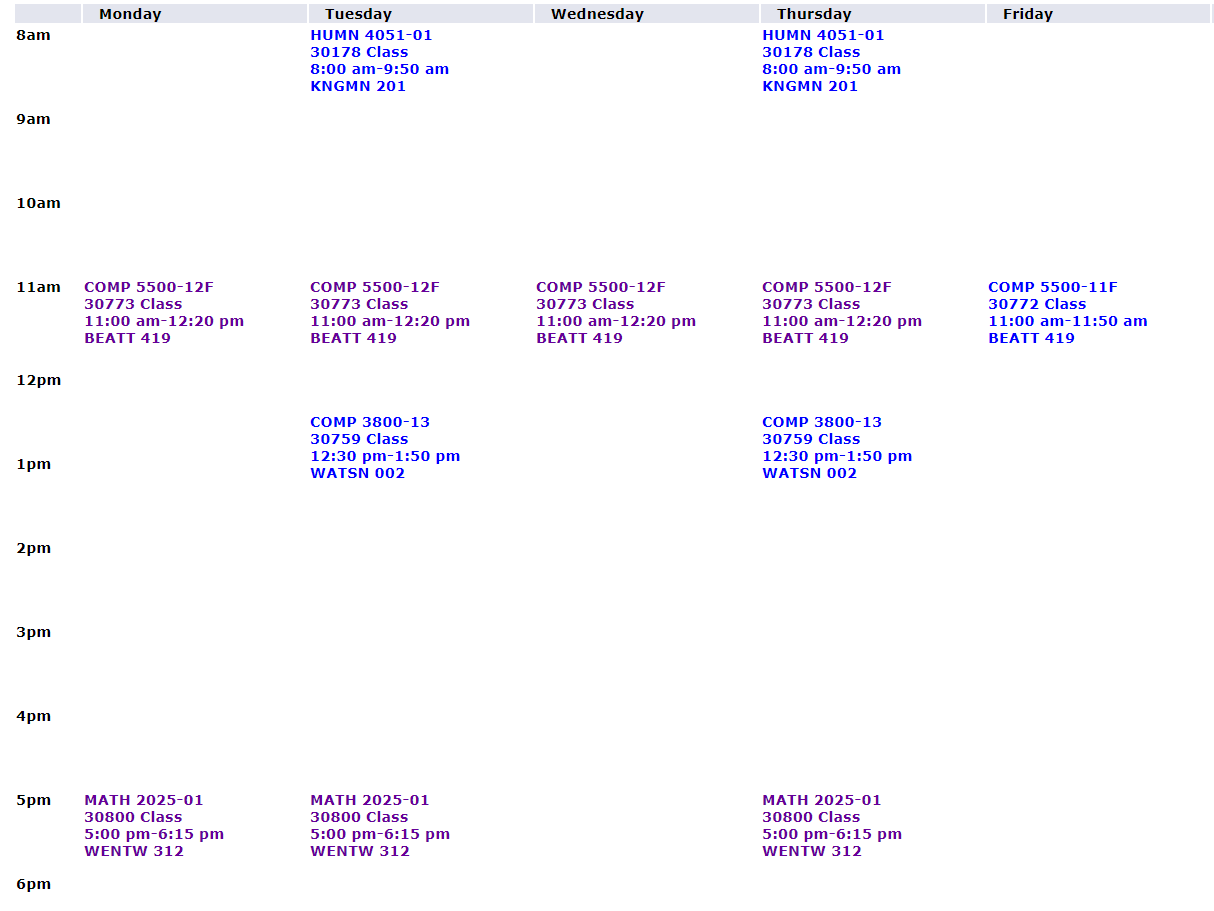 Monday Tuesday Wednesday Thursday Friday
8am
HUMN 4051-01
30178 Class
8:00 am-9:50 am
KNGMN 201
HUMN 4051-01
30178 Class
8:00 am-9:50 am
KNGMN 201
9am
10am
11am
COMP 5500-12F
30773 Class
11:00 am-12:20 pm
BEATT 419
COMP 5500-12F
30773 Class
11:00 am-12:20 pm
BEATT 419
COMP 5500-12F
30773 Class
11:00 am-12:20 pm
BEATT 419
COMP 5500-12F
30773 Class
11:00 am-12:20 pm
BEATT 419
COMP 5500-11F
30772 Class
11:00 am-11:50 am
BEATT 419
12pm
COMP 3800-13
30759 Class
12:30 pm-1:50 pm
WATSN 002
COMP 3800-13
30759 Class
12:30 pm-1:50 pm
WATSN 002
1pm
2pm
3pm
4pm
5pm
MATH 2025-01
30800 Class
5:00 pm-6:15 pm
WENTW 312
MATH 2025-01
30800 Class
5:00 pm-6:15 pm
WENTW 312
MATH 2025-01
30800 Class
5:00 pm-6:15 pm
WENTW 312
6pm